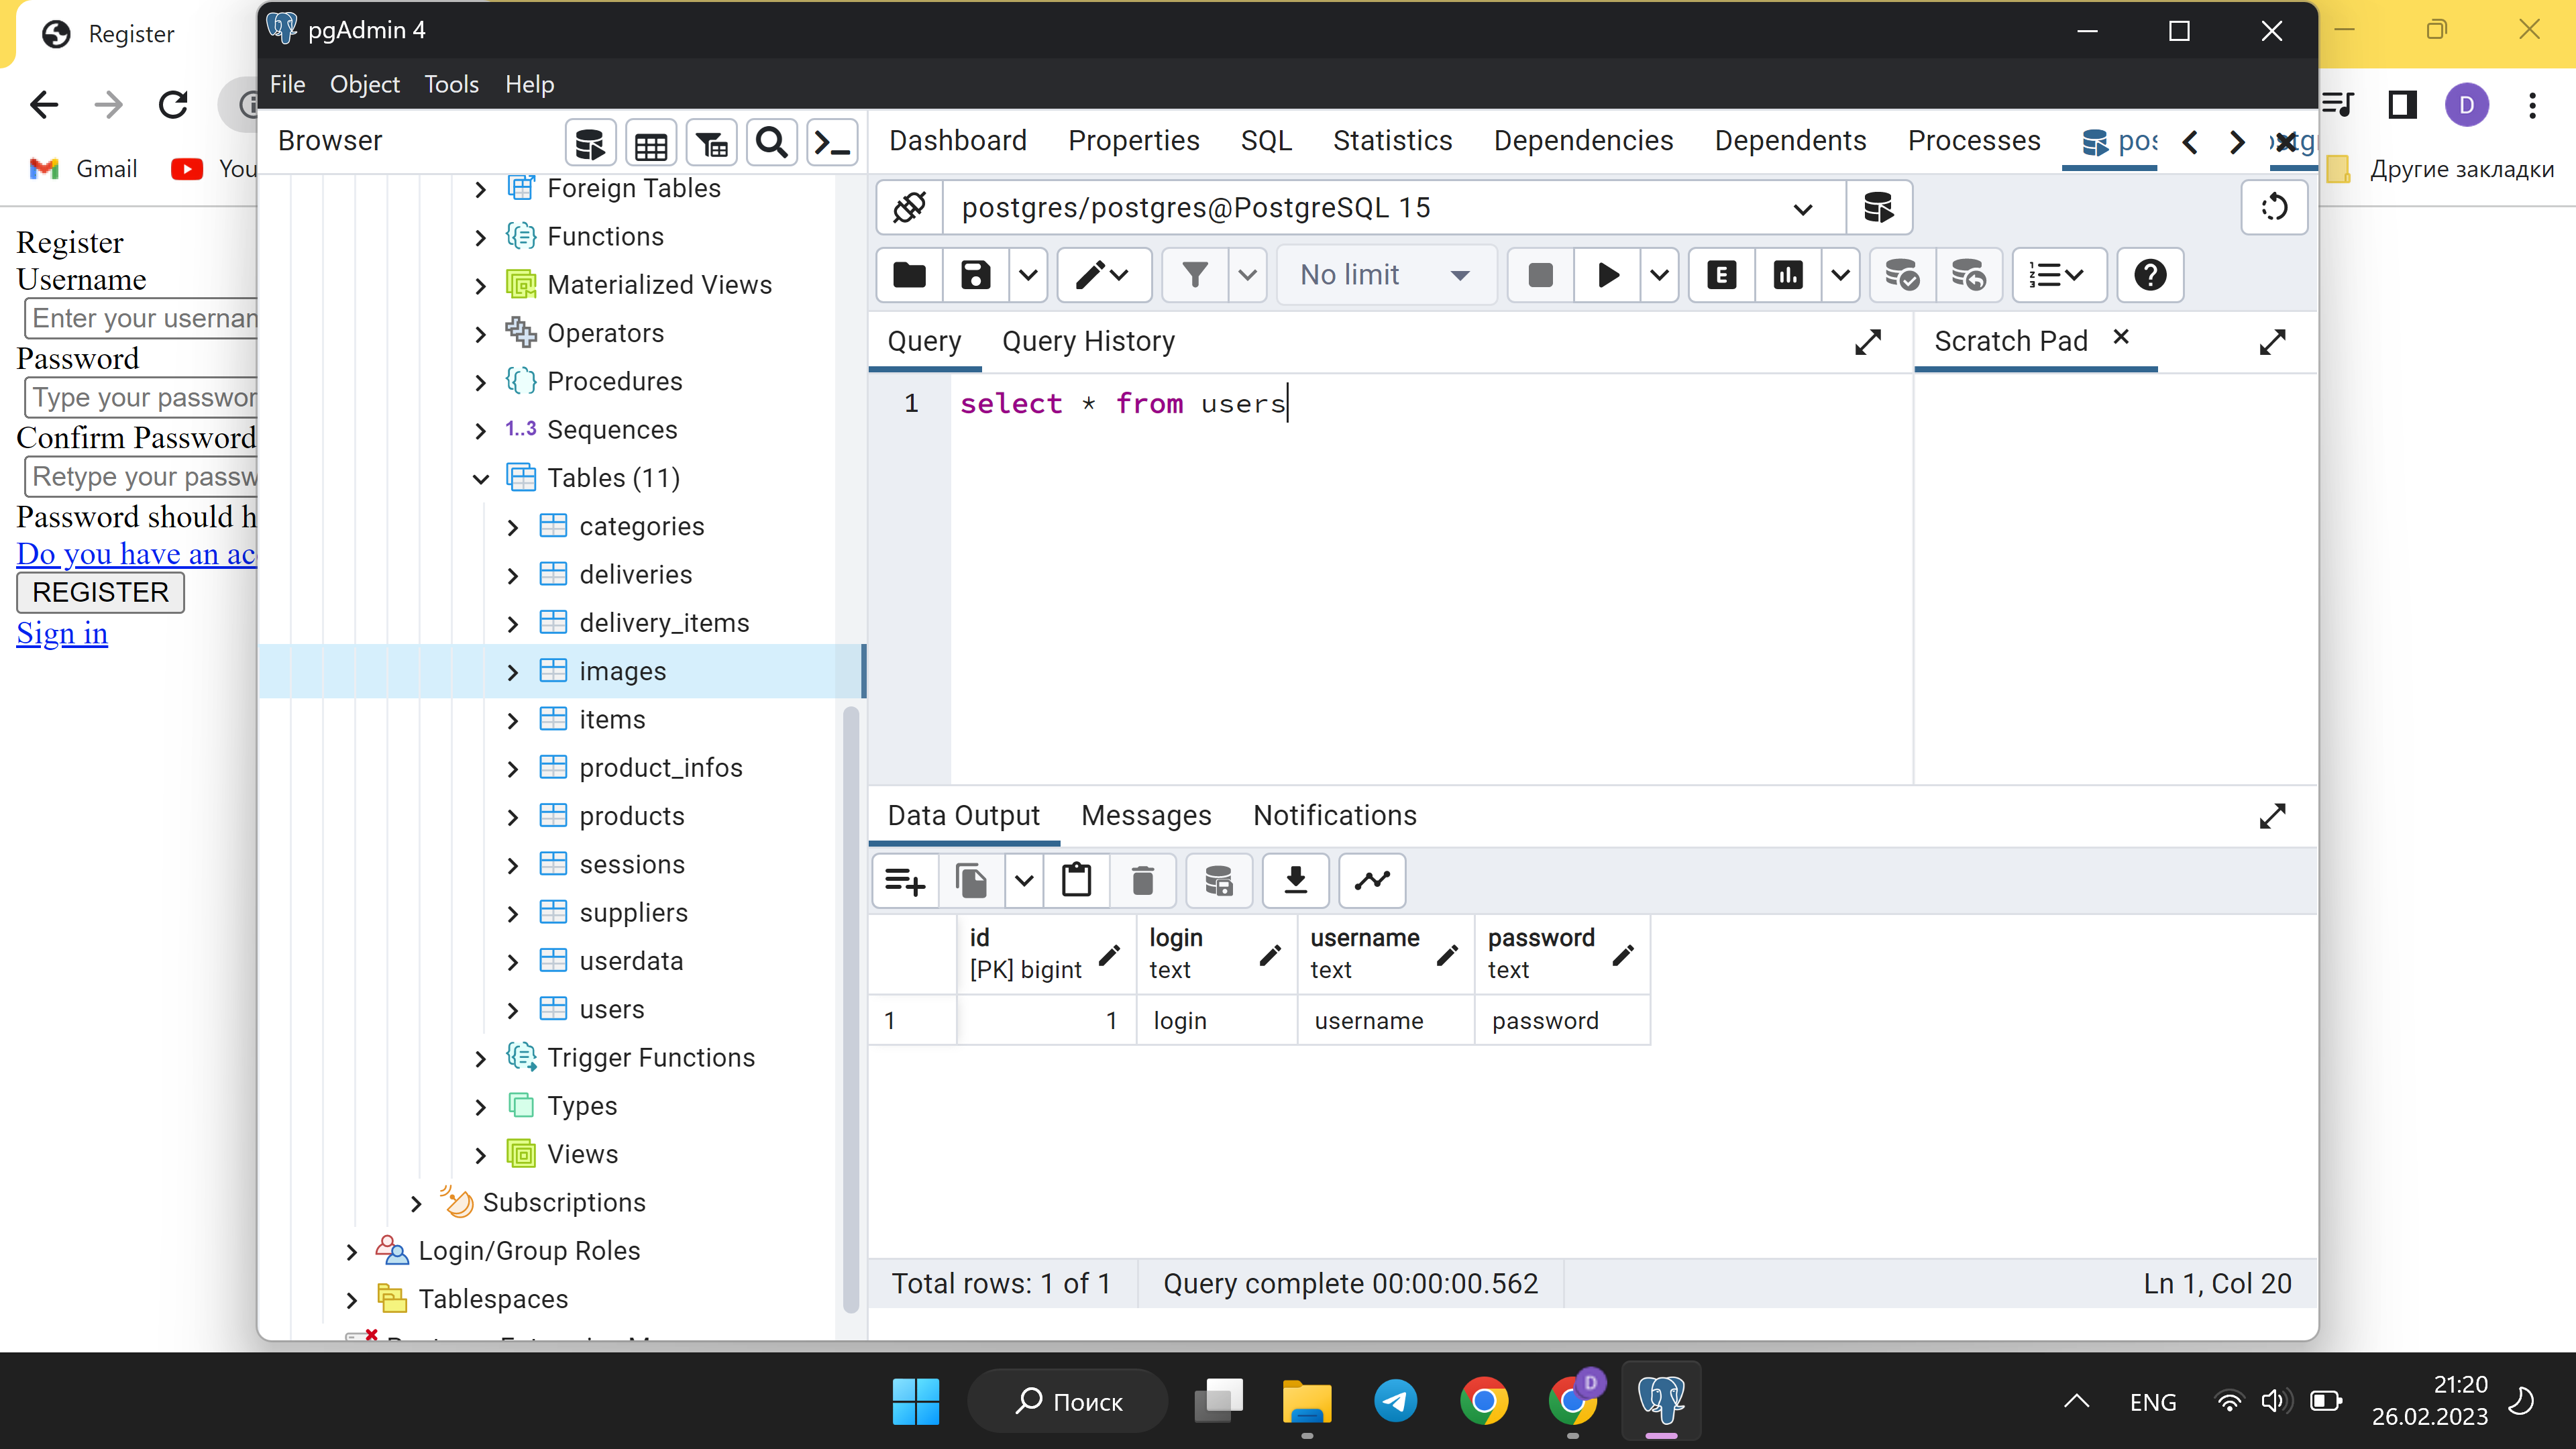 Register
pgAdmin 4
File Object Tools Help
Browser
Dashboard Properties SQL Statistics Dependencies Dependents Processes
Gmail
Другие закладки
postgres/postgres@PostgreSQL 15
No limit
Query Query History
Scratch Pad
1 select * from users
Register
Username
Enter your
Password
Type your
Confirm Password
Retype your
Password should
Do you have an
REGISTER
Sign in
Foreign Tables
Functions
Materialized Views
Operators
Procedures
1..3 Sequences
Tables (11)
categories
deliveries
delivery_items
images
items
product_infos
products
sessions
suppliers
userdata
users
Trigger Functions
Types
Views
Subscriptions
Login/Group Roles
Tablespaces
Data Output Messages Notifications
id login username password
[PK] bigint text text text
1 1 login username password
Total rows: 1 of 1 Query complete 00:00:00.562 Ln 1, Col 20
Поиск
D
ENG
21:20
26.02.2023